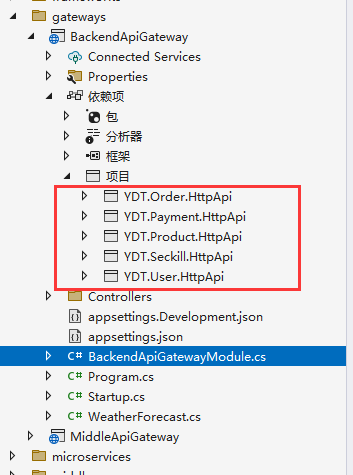 gateways
BackendApiGateway
Connected Services
Properties
依赖项
包
分析器
框架
项目
YDT.Order.HttpApi
YDT.Payment.HttpApi
YDT.Product.HttpApi
YDT.Seckill.HttpApi
YDT.User.HttpApi
Controllers
appsettings.Development.json
appsettings.json
C# BackendApiGatewayModule.cs
C# Program.cs
C# Startup.cs
C# WeatherForecast.cs
MiddleApiGateway
microservices